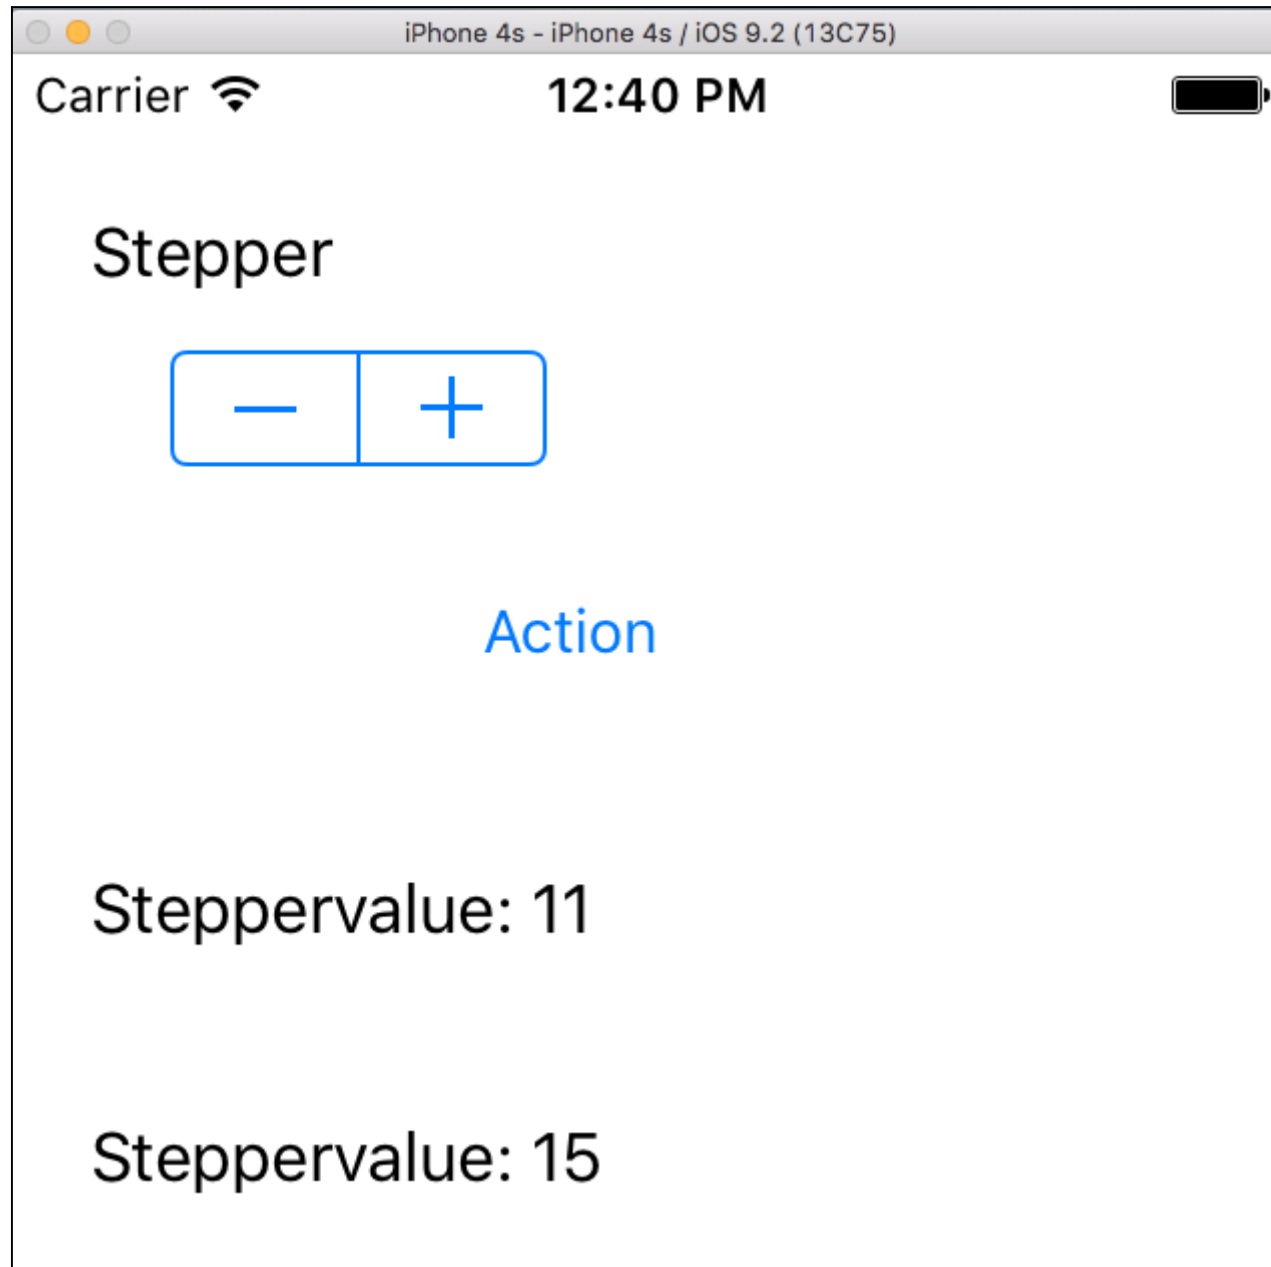 iPhone 4s - iPhone 4s / iOS 9.2 (13C75)
Carrier 12:40 PM
Stepper
Action
Steppervalue: 11
Steppervalue: 15